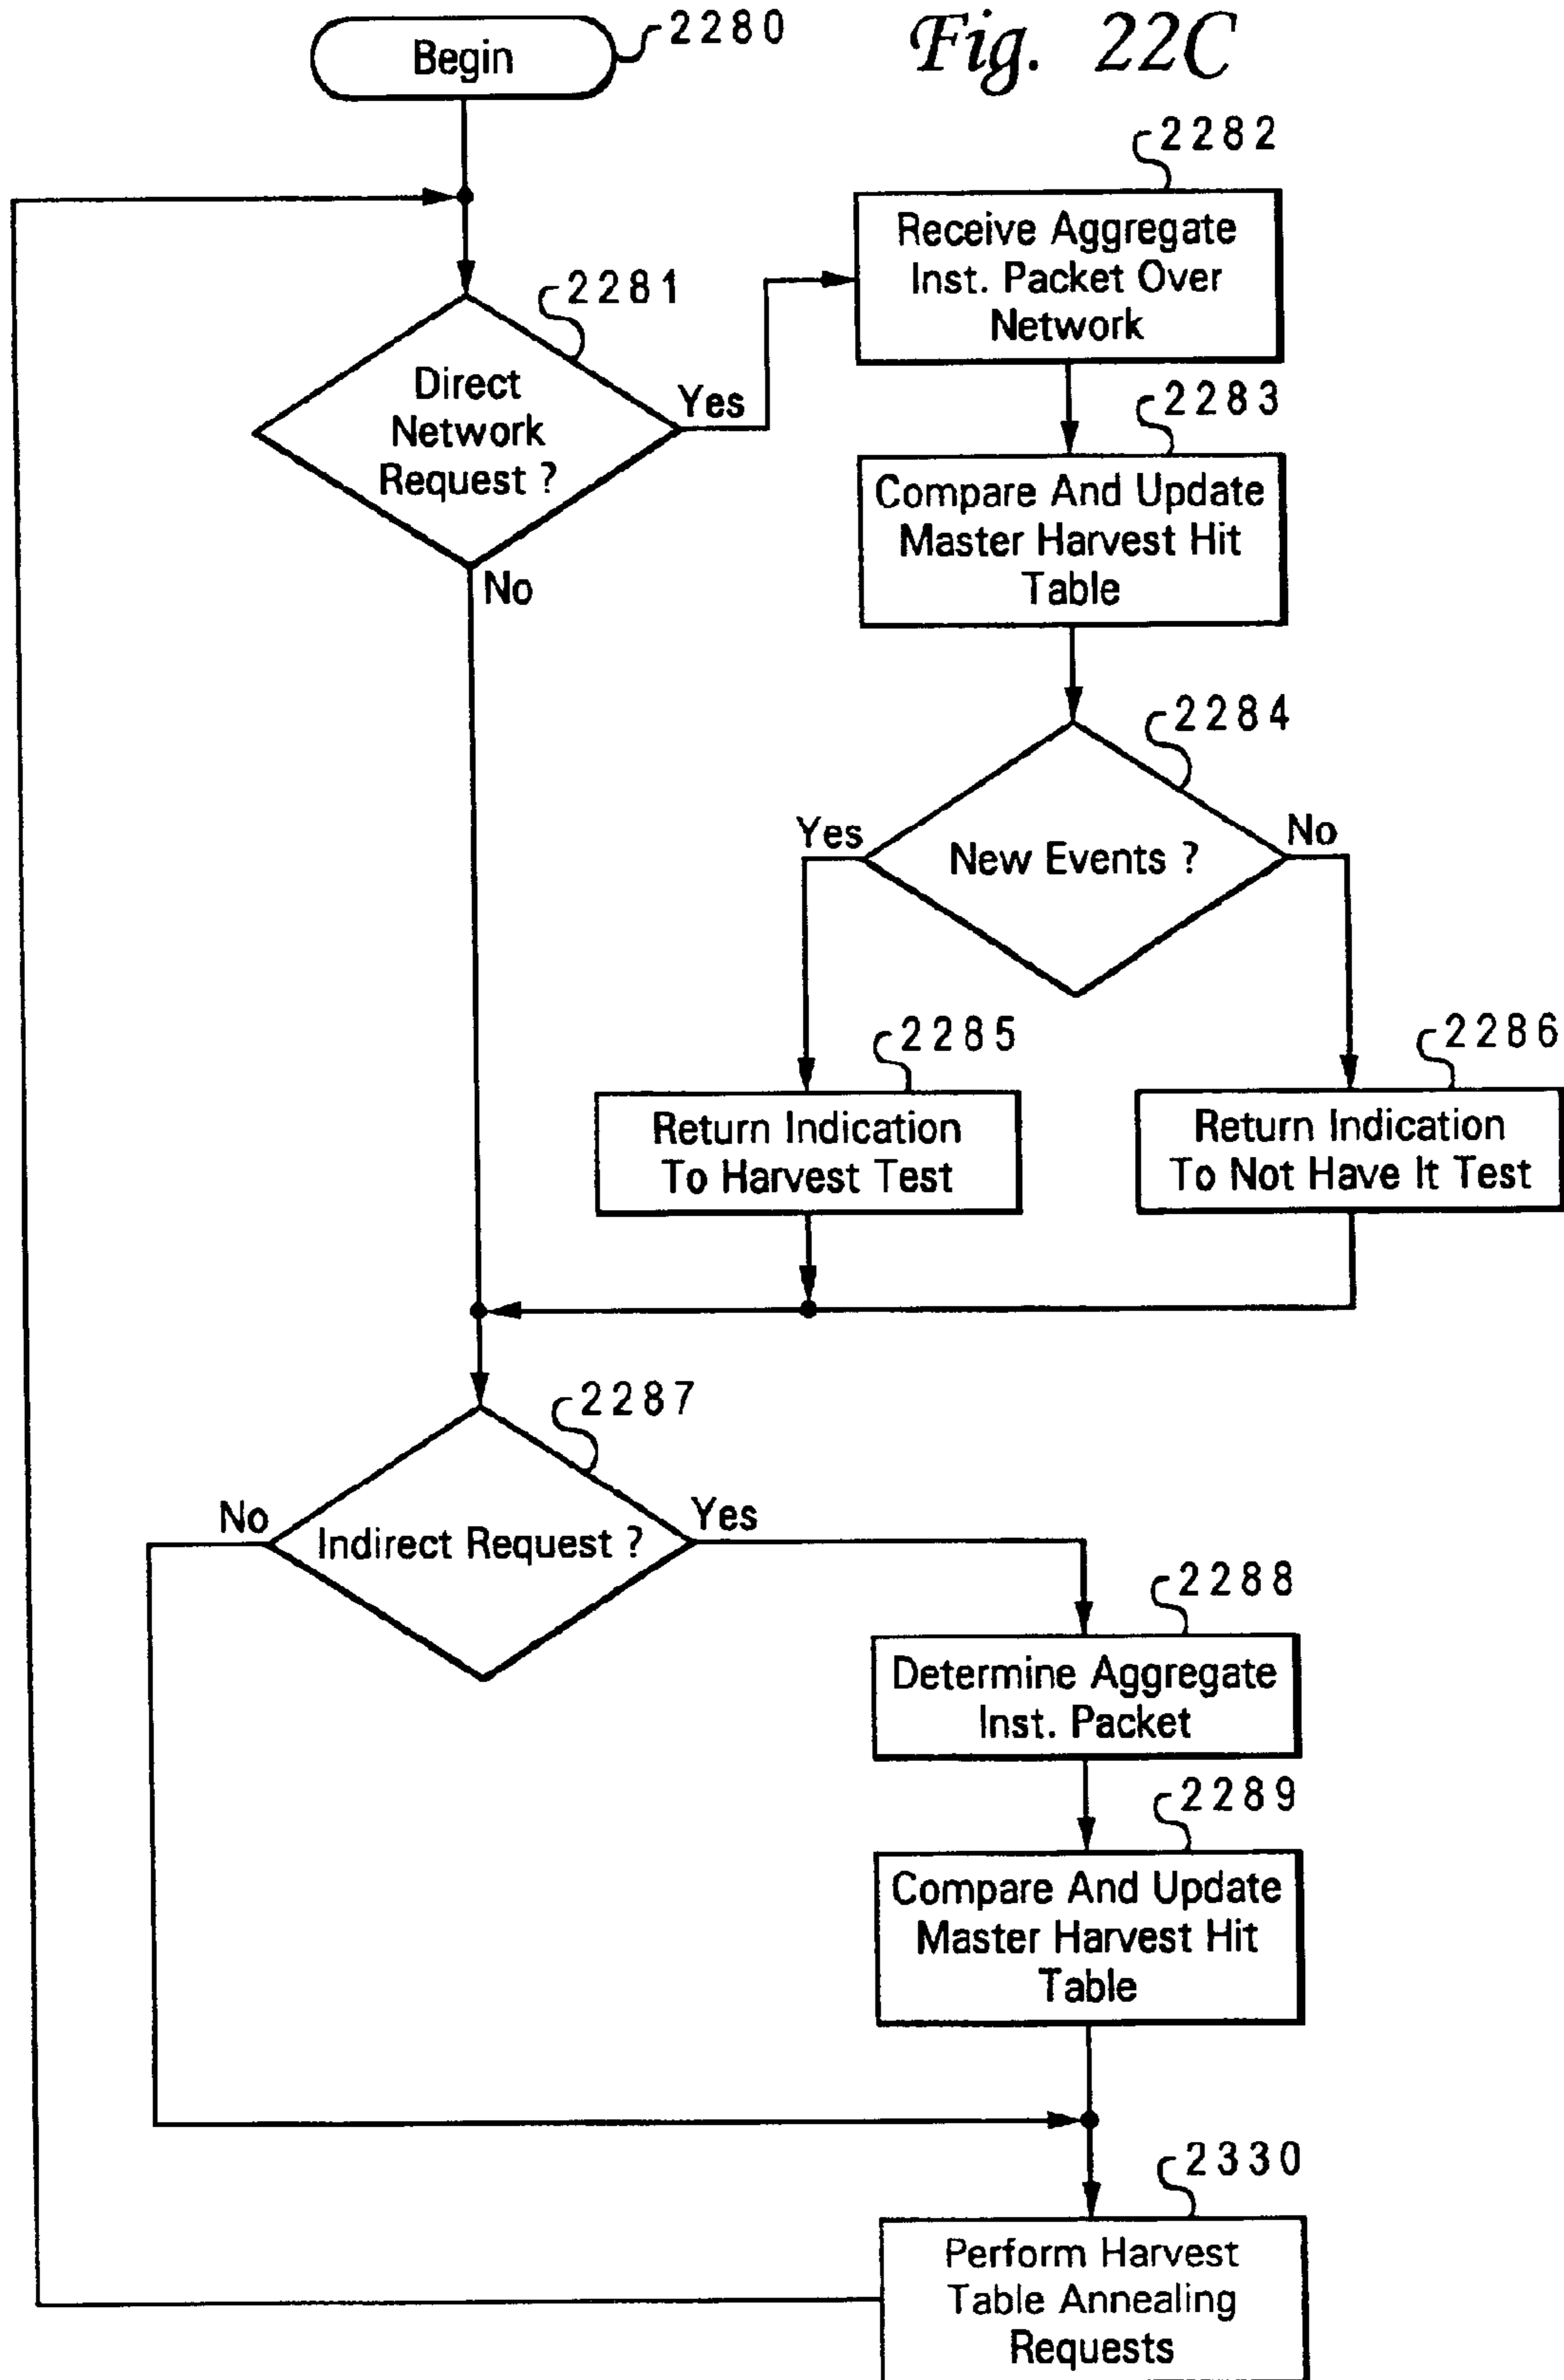 Fig. 22C
Begin
2280
2282
Receive Aggregate
Inst. Packet Over
Network
2281
Direct
Network
Request ?
Yes
No
2283
Compare And Update
Master Harvest Hit
Table
2284
New Events ?
Yes
No
2285
Return Indication
To Harvest Test
2286
Return Indication
To Not Have It Test
2287
Indirect Request ?
No
Yes
2288
Determine Aggregate
Inst. Packet
2289
Compare And Update
Master Harvest Hit
Table
2330
Perform Harvest
Table Annealing
Requests